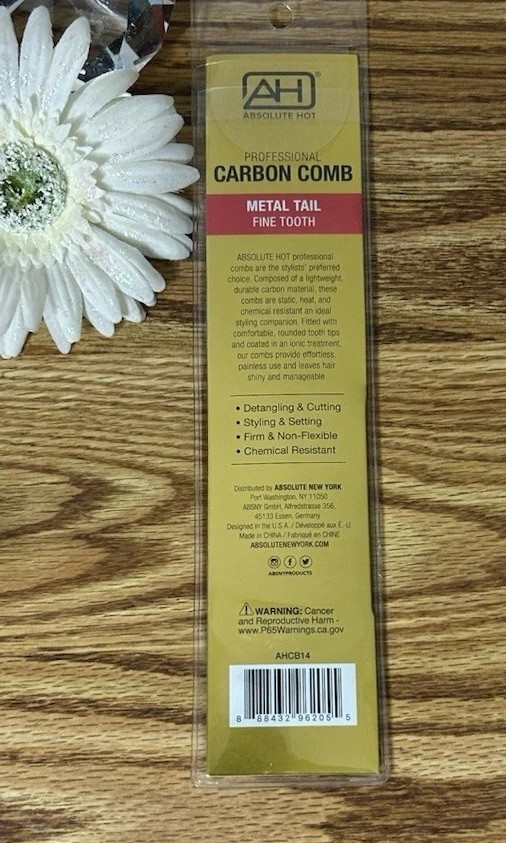 AH®
ABSOLUTE HOT
PROFESSIONAL
CARBON COMB
METAL TAIL
FINE TOOTH
ABSOLUTE HOT professional
combs are the stylists' preferred
choice. Composed of a lightweight,
durable carbon material, these
combs are static, heat, and
chemical resistant an ideal
styling companion. Fitted with
comfortable, rounded tooth tips
and coated in an ionic treatment,
our combs provide effortless,
painless use and leaves hair
shiny and manageable.
• Detangling & Cutting
• Styling & Setting
• Firm & Non-Flexible
• Chemical Resistant
Distributed by ABSOLUTE NEW YORK
Port Washington, NY 11050
ABSNY GmbH, Alfredstrasse 356,
45133 Essen, Germany
Designed in the U.S.A. / Développé aux É.-U.
Made in CHINA / Fabriqué en CHINE
ABSOLUTENEWYORK.COM
ABSNYPRODUCTS
WARNING: Cancer
and Reproductive Harm -
www.P65Warnings.ca.gov
AHCB14
8 88432 96205 5